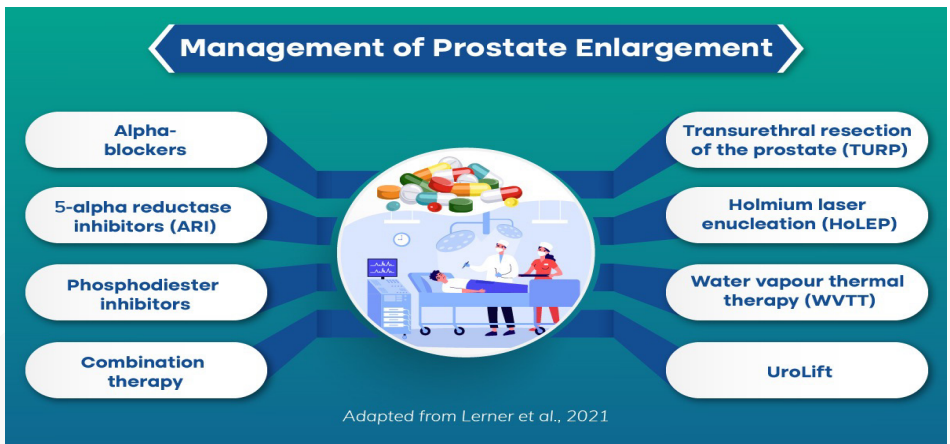 Management of Prostate Enlargement
Alpha-
blockers
5-alpha reductase
inhibitors (ARI)
Phosphodiester
inhibitors
Combination
therapy
Transurethral resection
of the prostate (TURP)
Holmium laser
enucleation (HoLEP)
Water vapour thermal
therapy (WVTT)
UroLift
Adapted from Lerner et al., 2021